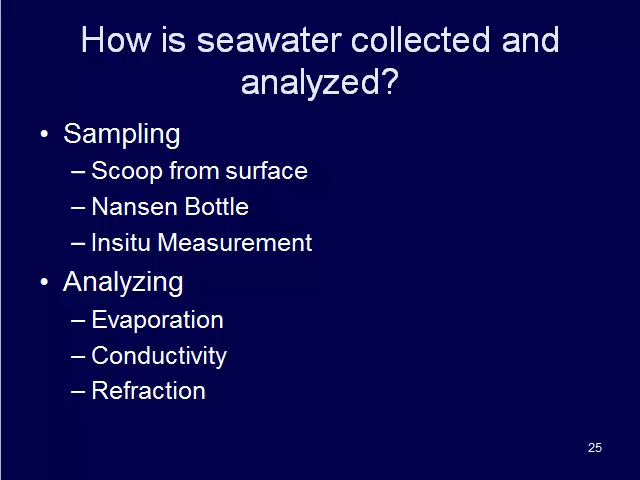 How is seawater collected and
analyzed?
• Sampling
– Scoop from surface
– Nansen Bottle
– Insitu Measurement
• Analyzing
– Evaporation
– Conductivity
– Refraction
25